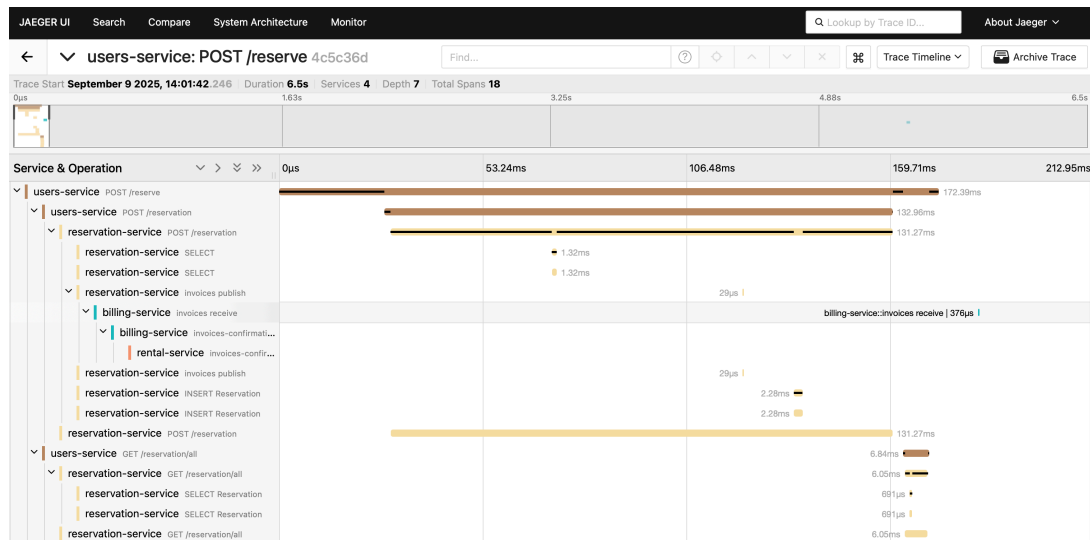 JAEGER UI Search Compare System Architecture Monitor Lookup by Trace ID... About Jaeger
users-service: POST /reserve 4c5c36d Find... Trace Timeline Archive Trace
Trace Start September 9 2025, 14:01:42.246 Duration 6.5s Services 4 Depth 7 Total Spans 18
0μs 1.63s 3.25s 4.88s 6.5s
Service & Operation 0μs 53.24ms 106.48ms 159.71ms 212.95ms
users-service POST /reserve 172.39ms
users-service POST /reservation 132.96ms
reservation-service POST /reservation 131.27ms
reservation-service SELECT 1.32ms
reservation-service SELECT 1.32ms
reservation-service invoices publish 29μs
billing-service invoices receive billing-service::invoices receive | 376μs
billing-service invoices-confirmati...
rental-service invoices-confir...
reservation-service invoices publish 29μs
reservation-service INSERT Reservation 2.28ms
reservation-service INSERT Reservation 2.28ms
reservation-service POST /reservation 131.27ms
users-service GET /reservation/all 6.84ms
reservation-service GET /reservation/all 6.05ms
reservation-service SELECT Reservation 691μs
reservation-service SELECT Reservation 691μs
reservation-service GET /reservation/all 6.05ms